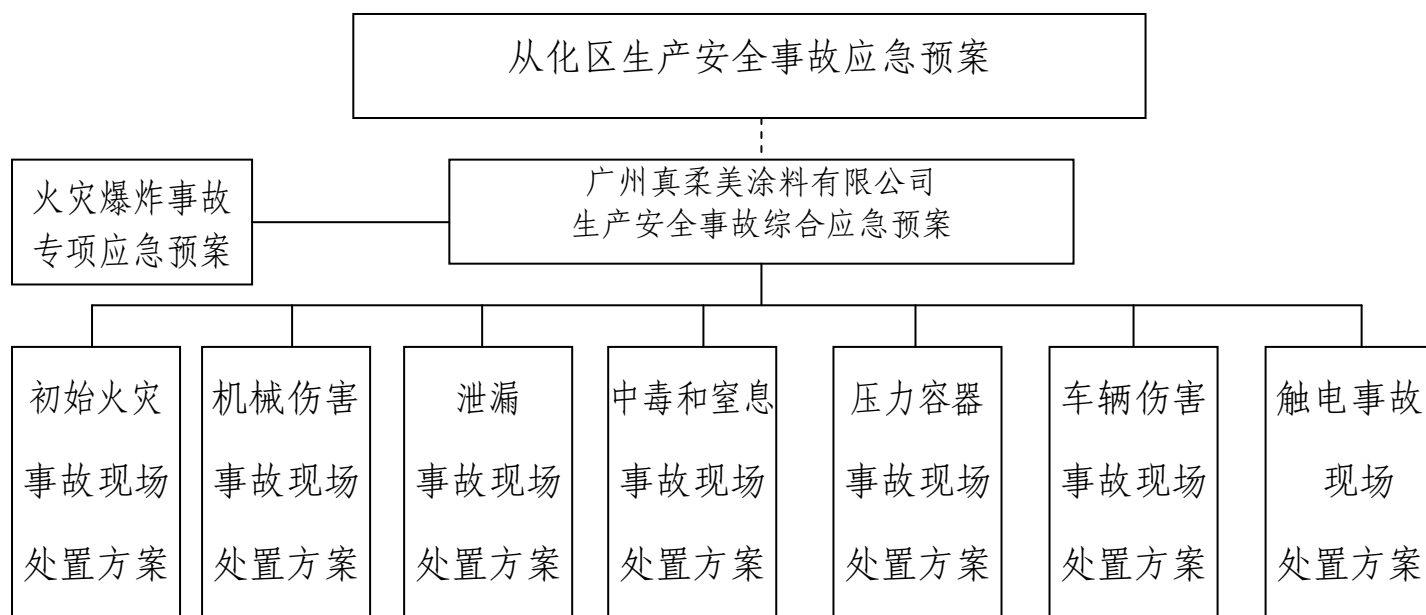 从化区生产安全事故应急预案
火灾爆炸事故
专项应急预案
广州真柔美涂料有限公司
生产安全事故综合应急预案
初始火灾
事故现场
处置方案
机械伤害
事故现场
处置方案
泄漏
事故现场
处置方案
中毒和窒息
事故现场
处置方案
压力容器
事故现场
处置方案
车辆伤害
事故现场
处置方案
触电事故
现场
处置方案